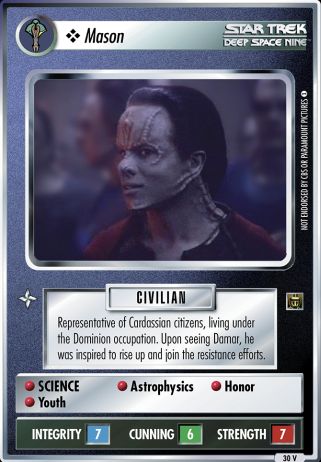 ❖ Mason
STAR TREK
DEEP SPACE NINE
NOT ENDORSED BY CBS OR PARAMOUNT PICTURES
CIVILIAN
Representative of Cardassian citizens, living under
the Dominion occupation. Upon seeing Damar, he
was inspired to rise up and join the resistance efforts.
SCIENCE Astrophysics Honor
Youth
INTEGRITY 7 CUNNING 6 STRENGTH 7
30 V